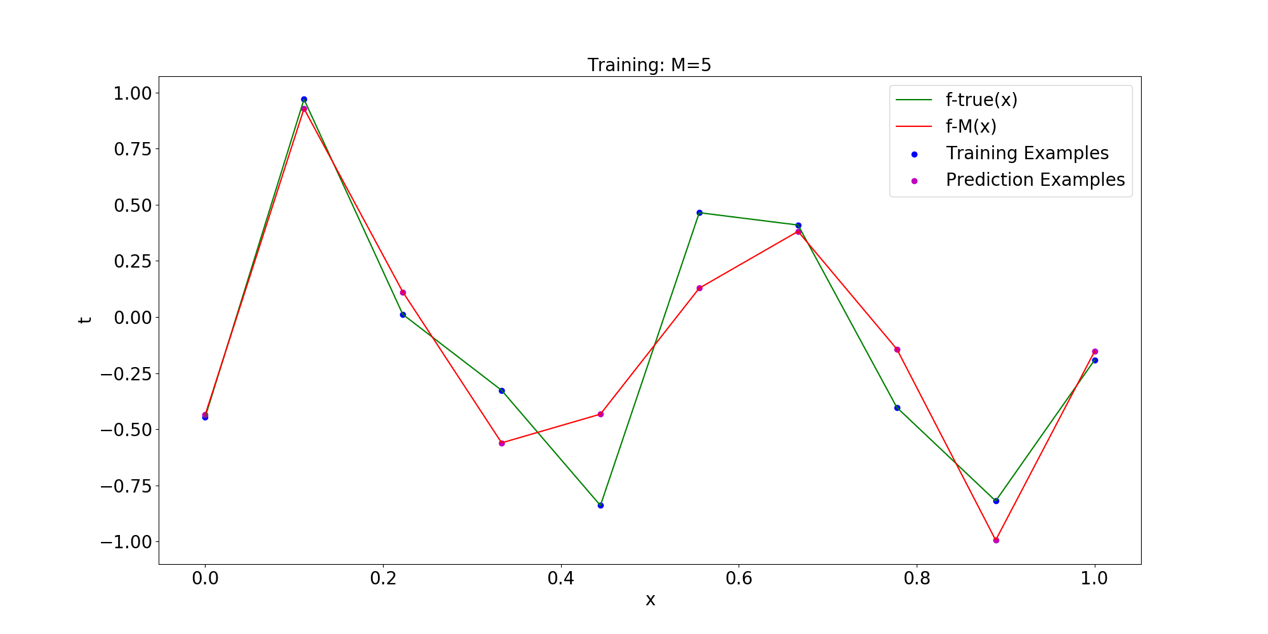 Training: M=5
f-true(x)
f-M(x)
Training Examples
Prediction Examples
1.00
0.75
0.50
0.25
0.00
−0.25
−0.50
−0.75
−1.00
t
0.0 0.2 0.4 0.6 0.8 1.0
x